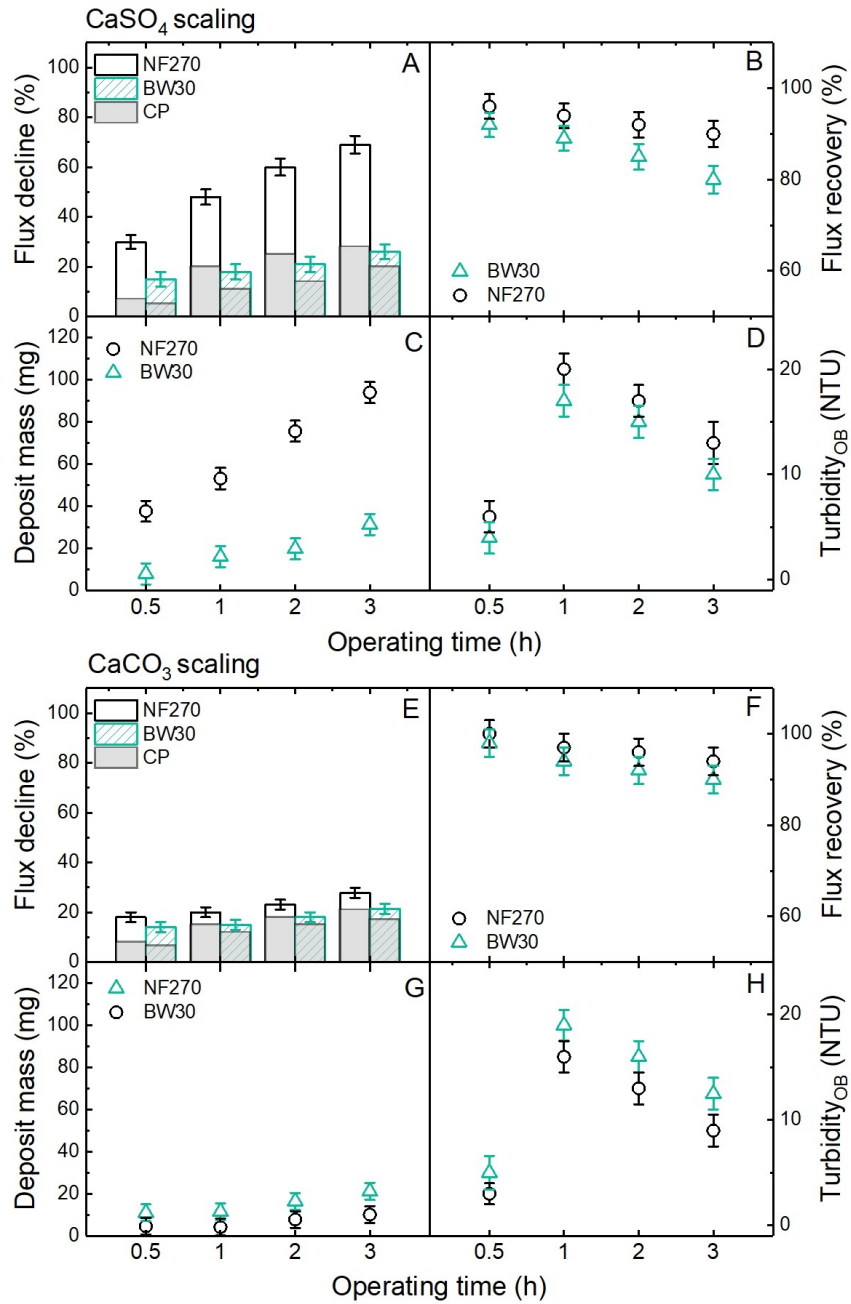 CaSO4 scaling
A
B
NF270
BW30
CP
Flux decline (%)
100
80
60
40
20
0
BW30
NF270
100
80
60
Flux recovery (%)
C
D
NF270
BW30
Deposit mass (mg)
120
100
80
60
40
20
0
20
10
0
TurbidityOB (NTU)
0.5 1 2 3
0.5 1 2 3
Operating time (h)
CaCO3 scaling
E
F
NF270
BW30
CP
Flux decline (%)
100
80
60
40
20
0
NF270
BW30
100
80
60
Flux recovery (%)
G
H
NF270
BW30
Deposit mass (mg)
120
100
80
60
40
20
0
20
10
0
TurbidityOB (NTU)
0.5 1 2 3
0.5 1 2 3
Operating time (h)